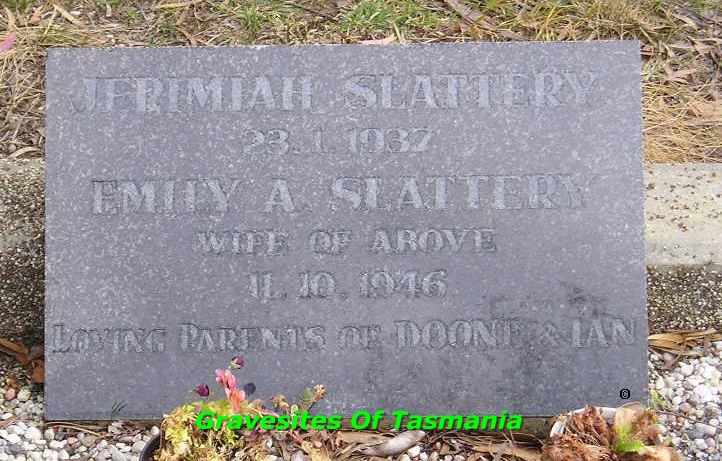 JERIMIAH SLATTERY
23.1.1937
EMILY A. SLATTERY
WIFE OF ABOVE
11.10.1946
LOVING PARENTS OF & IAN
©
Gravesites Of Tasmania